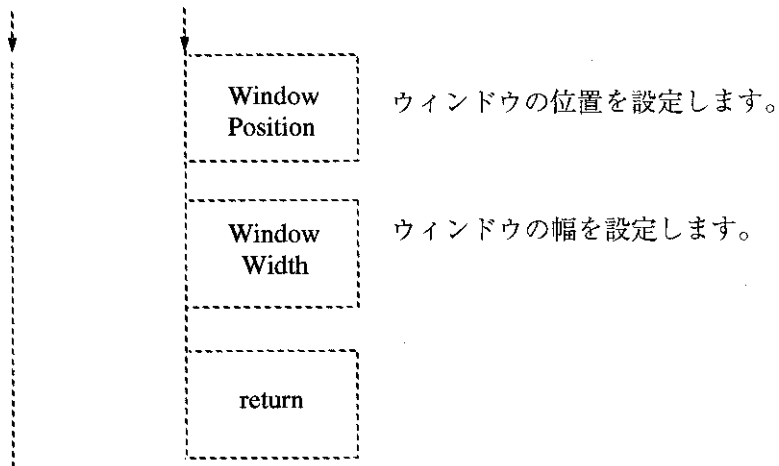 Window
Position
ウィンドウの位置を設定します。
Window
Width
ウィンドウの幅を設定します。
return